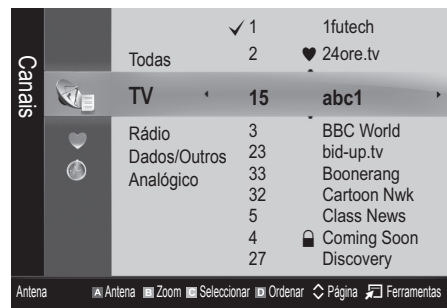 Canais
✓ 1 1futech
Todas 2 ♥ 24ore.tv
TV 15 abc1
Rádio 3 BBC World
Dados/Outros 23 bid-up.tv
Analógico 33 Boonerang
32 Cartoon Nwk
5 Class News
4 Coming Soon
27 Discovery
Antena A Antena B Zoom C Seleccionar D Ordenar Página Ferramentas